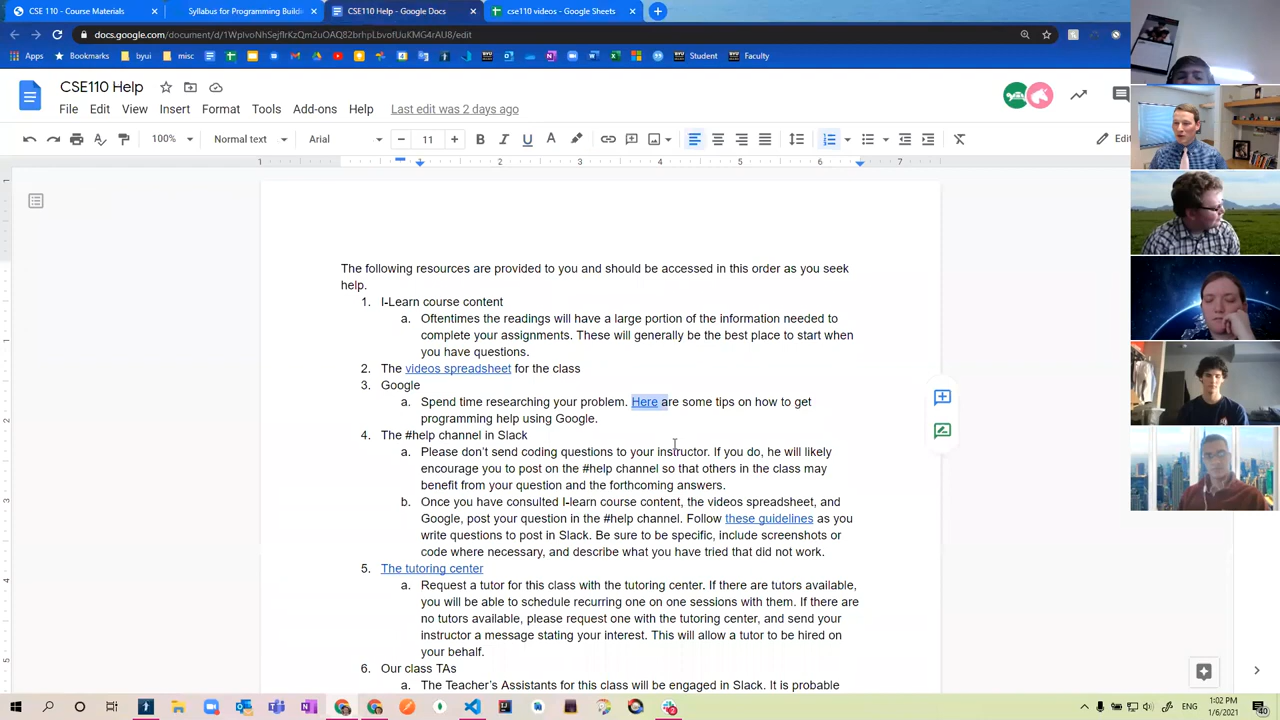 CSE 110 - Course Materials
Syllabus for Programming Buildin
CSE110 Help - Google Docs
cse110 videos - Google Sheets
docs.google.com/document/d/
/edit
Apps
Bookmarks
byui
misc
Student
Faculty
CSE110 Help
File Edit View Insert Format Tools Addons Help Last edit was 2 days ago
100% Normal text Arial 11 Edit
1 1 2 3 4 5 6 7
The following resources are provided to you and should be accessed in this order as you seek
help.
1. I-Learn course content
a. Oftentimes the readings will have a large portion of the information needed to
complete your assignments. These will generally be the best place to start when
you have questions.
2. The videos spreadsheet for the class
3. Google
a. Spend time researching your problem. Here are some tips on how to get
programming help using Google.
4. The #help channel in Slack
a. Please don't send coding questions to your instructor. If you do, he will likely
encourage you to post on the #help channel so that others in the class may
benefit from your question and the forthcoming answers.
b. Once you have consulted I-learn course content, the videos spreadsheet, and
Google, post your question in the #help channel. Follow these guidelines as you
write questions to post in Slack. Be sure to be specific, include screenshots or
code where necessary, and describe what you have tried that did not work.
5. The tutoring center
a. Request a tutor for this class with the tutoring center. If there are tutors available,
you will be able to schedule recurring one on one sessions with them. If there are
no tutors available, please request one with the tutoring center, and send your
instructor a message stating your interest. This will allow a tutor to be hired on
your behalf.
6. Our class TAs
a. The Teacher's Assistants for this class will be engaged in Slack. It is probable
ENG
1:02 PM
1/6/2021
40